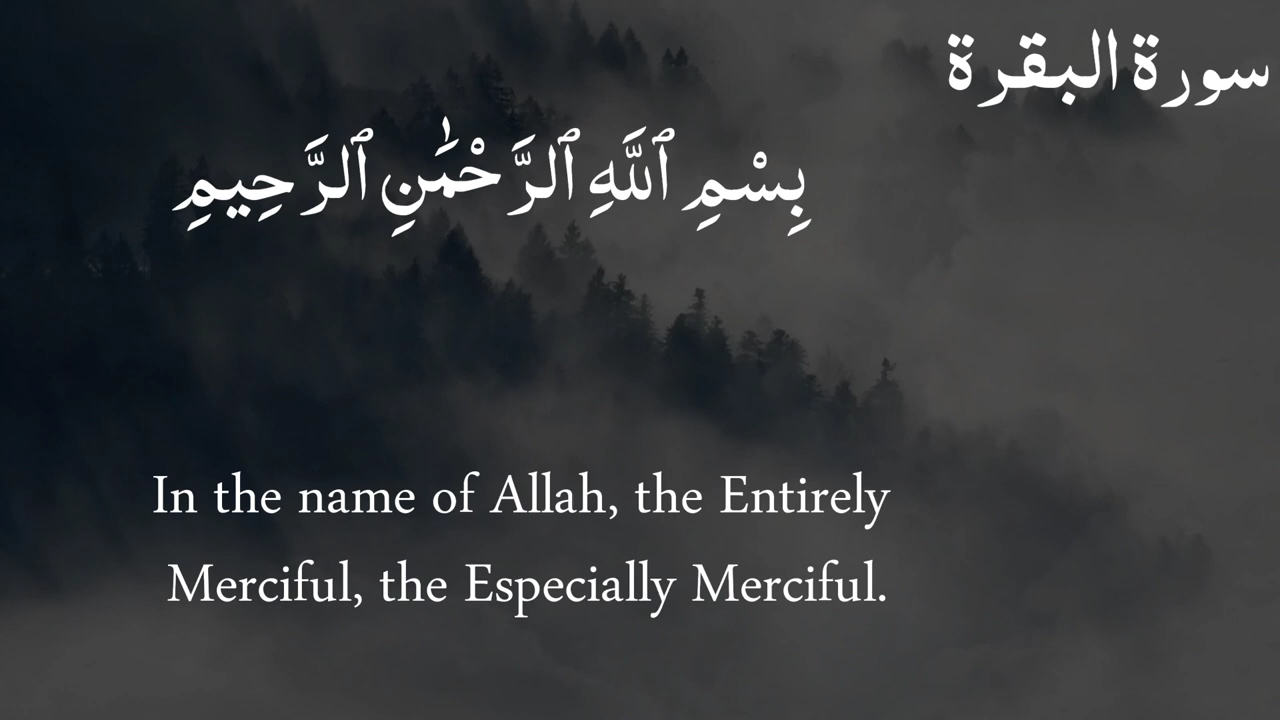 سورة البقرة
بِسْمِ ٱللَّهِ ٱلرَّحْمَٰنِ ٱلرَّحِيمِ
In the name of Allah, the Entirely
Merciful, the Especially Merciful.